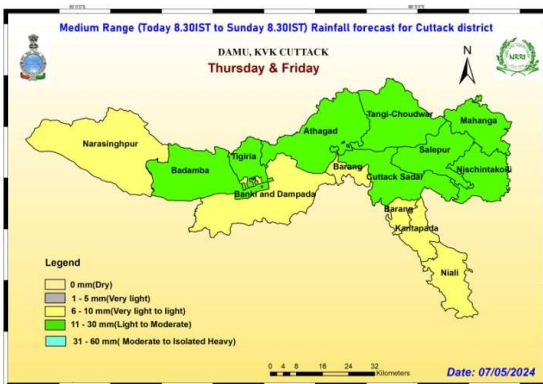 Medium Range (Today 8.30IST to Sunday 8.30IST) Rainfall forecast for Cuttack district
DAMU, KVK CUTTACK
Thursday & Friday
N
NRRI
Narasinghpur
Badamba
Tigiria
Athagad
Tangi-Choudwar
Mahanga
Salepur
Nischintakoili
Barang
Cuttack Sadar
Banki and Dampada
Barang
Kantapada
Niali
Legend
0 mm(Dry)
1 - 5 mm(Very light)
6 - 10 mm(Very light to light)
11 - 30 mm(Light to Moderate)
31 - 60 mm( Moderate to Isolated Heavy)
0 4 8 16 24 32
Kilometers
Date: 07/05/2024